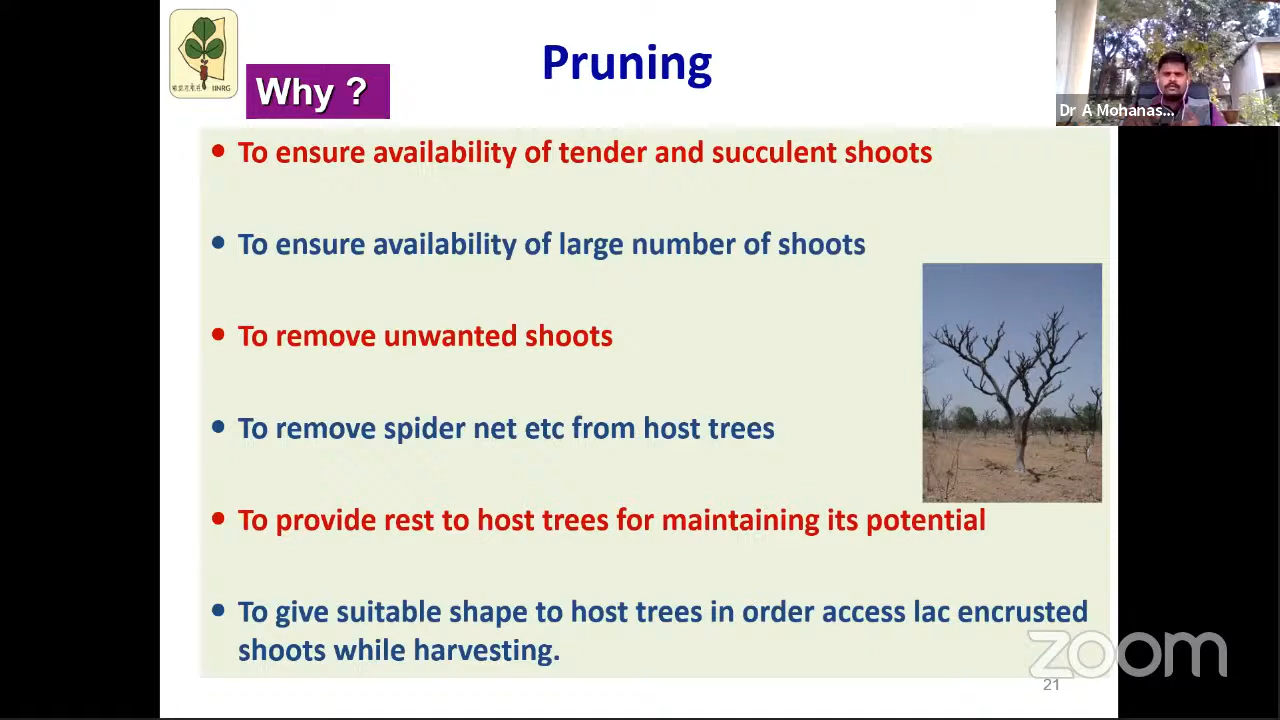 Pruning
Why ?
Dr A Mohanas...
IINRG
• To ensure availability of tender and succulent shoots
• To ensure availability of large number of shoots
• To remove unwanted shoots
• To remove spider net etc from host trees
• To provide rest to host trees for maintaining its potential
• To give suitable shape to host trees in order access lac encrusted
shoots while harvesting.
zoom
21